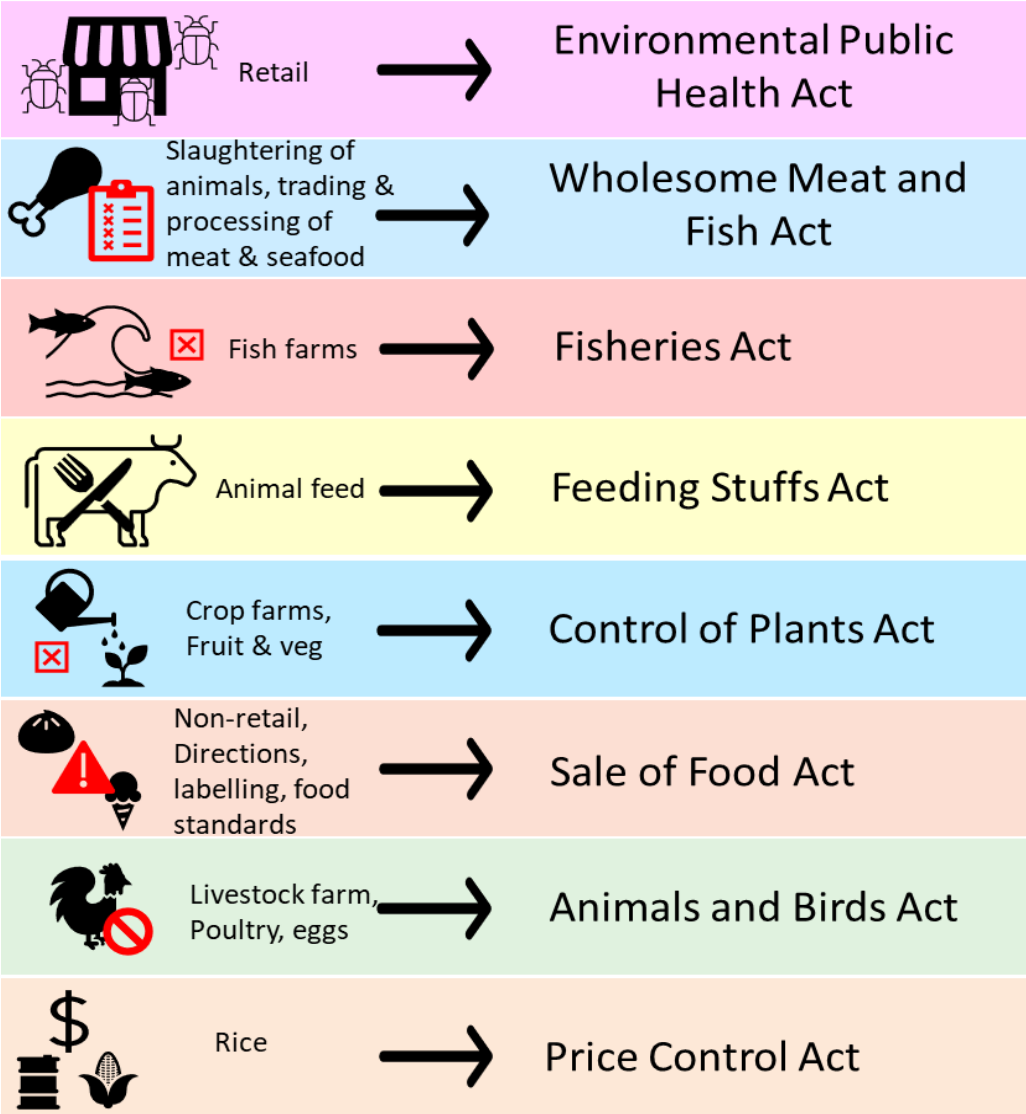 Retail
Environmental Public
Health Act
Slaughtering of
animals, trading &
processing of
meat & seafood
Wholesome Meat and
Fish Act
Fish farms
Fisheries Act
Animal feed
Feeding Stuffs Act
Crop farms,
Fruit & veg
Control of Plants Act
Non-retail,
Directions,
labelling, food
standards
Sale of Food Act
Livestock farm,
Poultry, eggs
Animals and Birds Act
$
Rice
Price Control Act